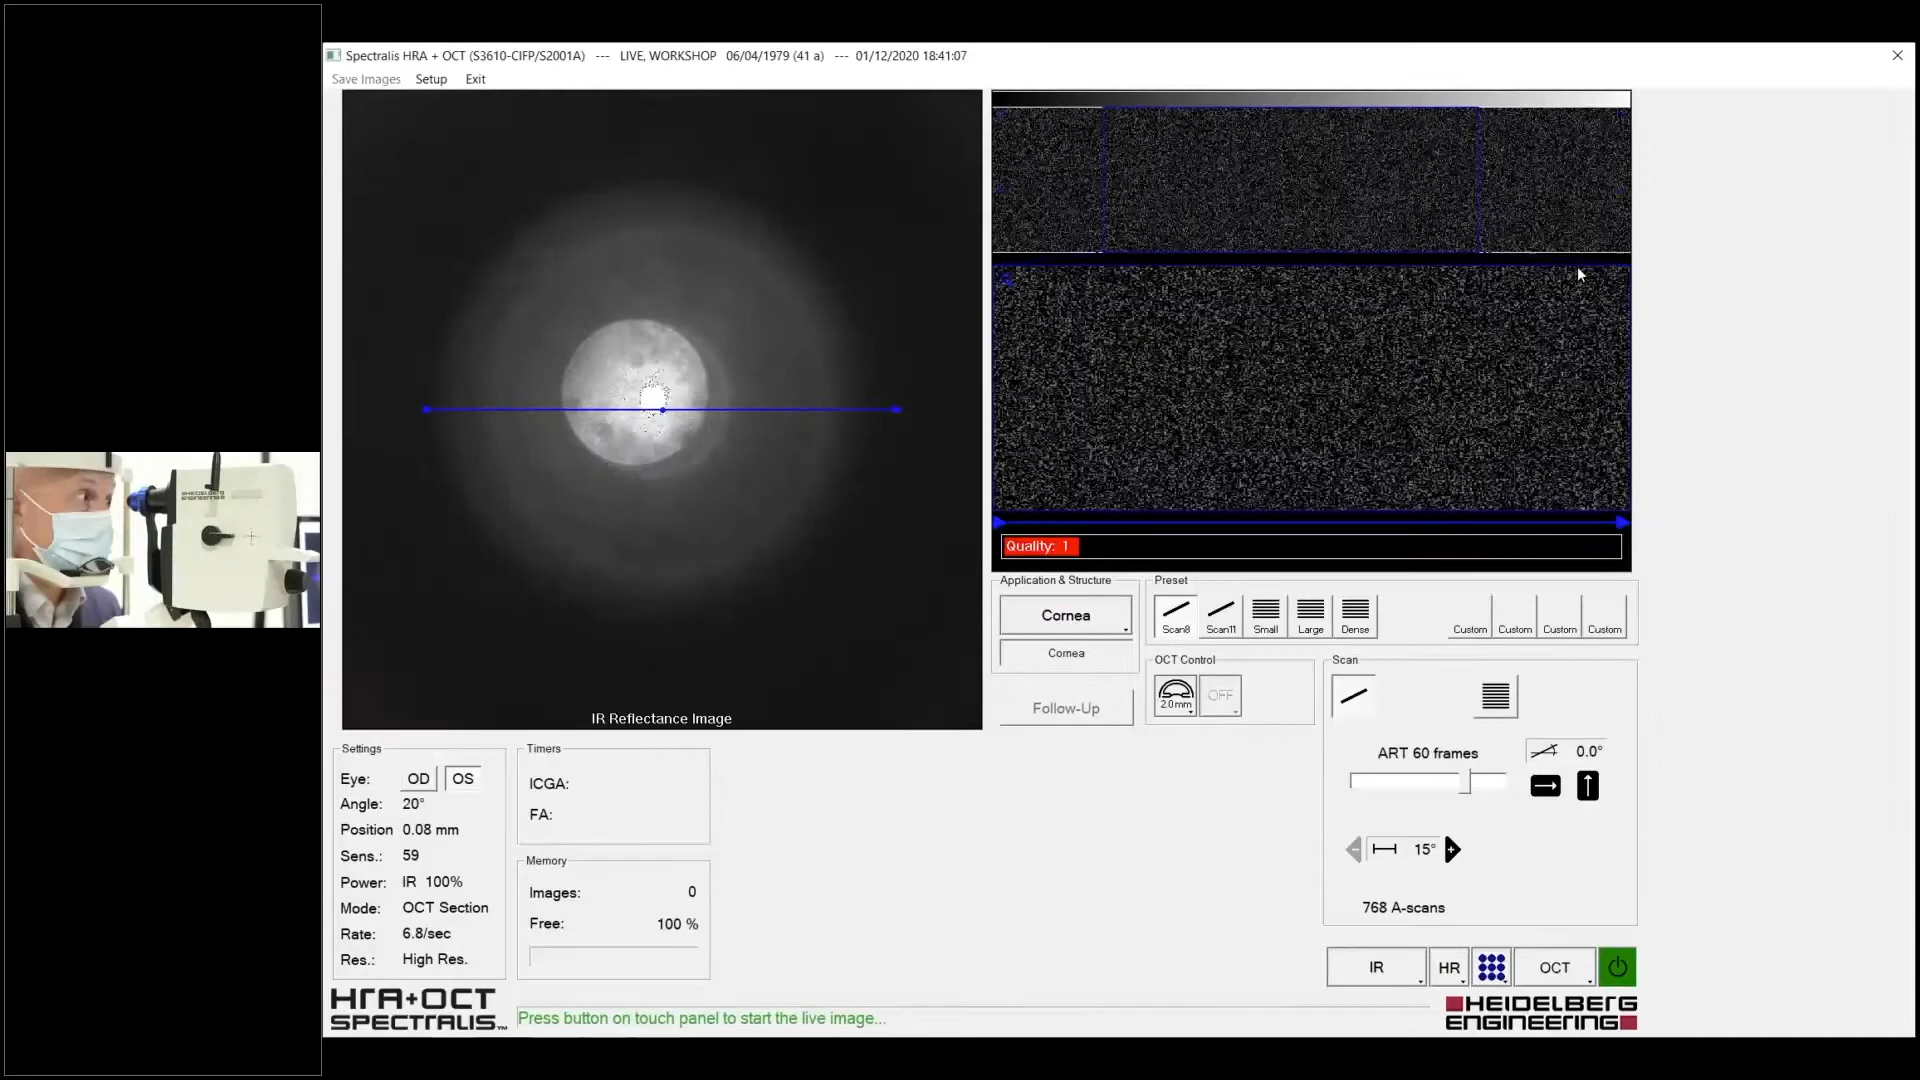 Spectralis HRA + OCT (S3610-CIFP/S2001A) --- LIVE, WORKSHOP 06/04/1979 (41 a) --- 01/12/2020 18:41:07
Save Images Setup Exit
HEIDELBERG
ENGINEERING
IR Reflectance Image
Quality: 1
Application & Structure
Cornea
Cornea
Follow-Up
Preset
Scan8 Scan11 Small Large Dense Custom Custom Custom Custom
OCT Control
2.0mm OFF
Scan
ART 60 frames 0.0°
15°
768 A-scans
Settings
Eye: OD OS
Angle: 20°
Position 0.08 mm
Sens.: 59
Power: IR 100%
Mode: OCT Section
Rate: 6.8/sec
Res.: High Res.
Timers
ICGA:
FA:
Memory
Images: 0
Free: 100 %
IR HR OCT
HRA+OCT
SPECTRALIS™
Press button on touch panel to start the live image...
HEIDELBERG
ENGINEERING